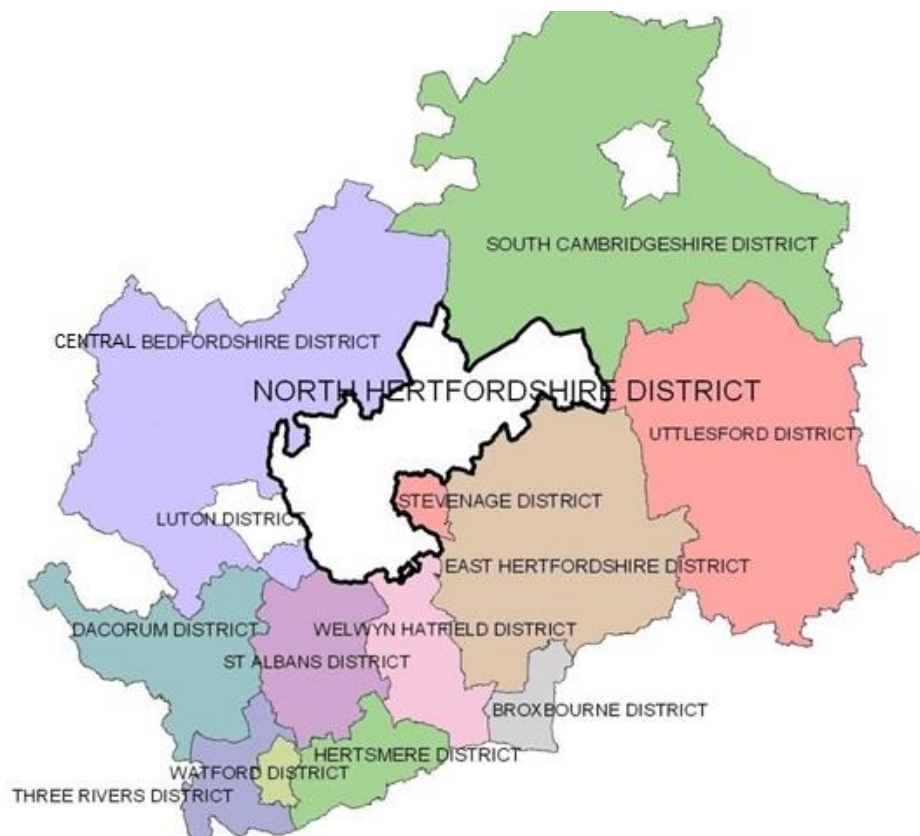 SOUTH CAMBRIDGESHIRE DISTRICT
CENTRAL BEDFORDSHIRE DISTRICT
NORTH HERTFORDSHIRE DISTRICT
UTTLESFORD DISTRICT
STEVENAGE DISTRICT
LUTON DISTRICT
EAST HERTFORDSHIRE DISTRICT
DACORUM DISTRICT
WELWYN HATFIELD DISTRICT
ST ALBANS DISTRICT
BROXBOURNE DISTRICT
HERTSMERE DISTRICT
WATFORD DISTRICT
THREE RIVERS DISTRICT